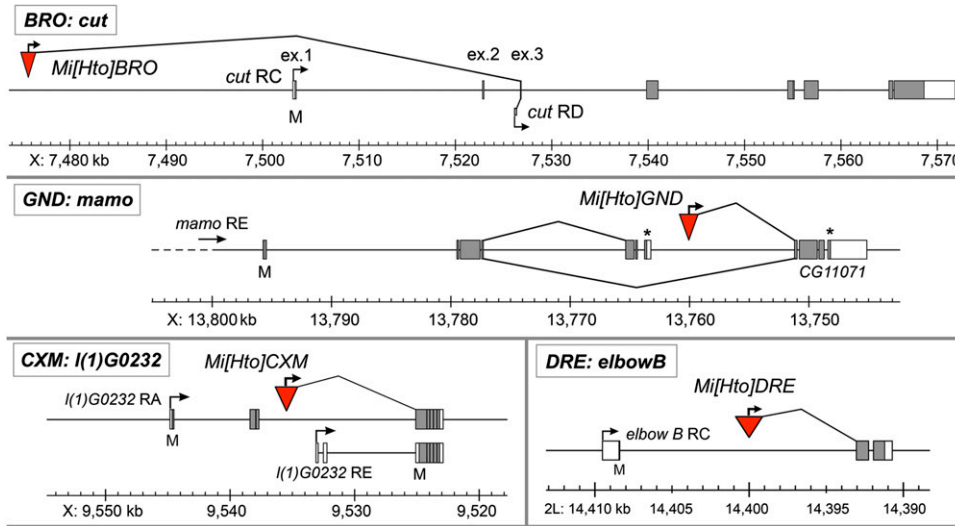 BRO: cut
Mi[Hto]BRO
ex.1
ex.2
ex.3
cut RC
M
cut RD
X: 7,480 kb 7,490 7,500 7,510 7,520 7,530 7,540 7,550 7,560 7,570
GND: mamo
Mi[Hto]GND
mamo RE
*
*
M
CG11071
X: 13,800 kb 13,790 13,780 13,770 13,760 13,750
CXM: l(1)G0232
Mi[Hto]CXM
l(1)G0232 RA
M
M
l(1)G0232 RE
X: 9,550 kb 9,540 9,530 9,520
DRE: elbowB
Mi[Hto]DRE
elbow B RC
M
2L: 14,410 kb 14,405 14,400 14,395 14,390